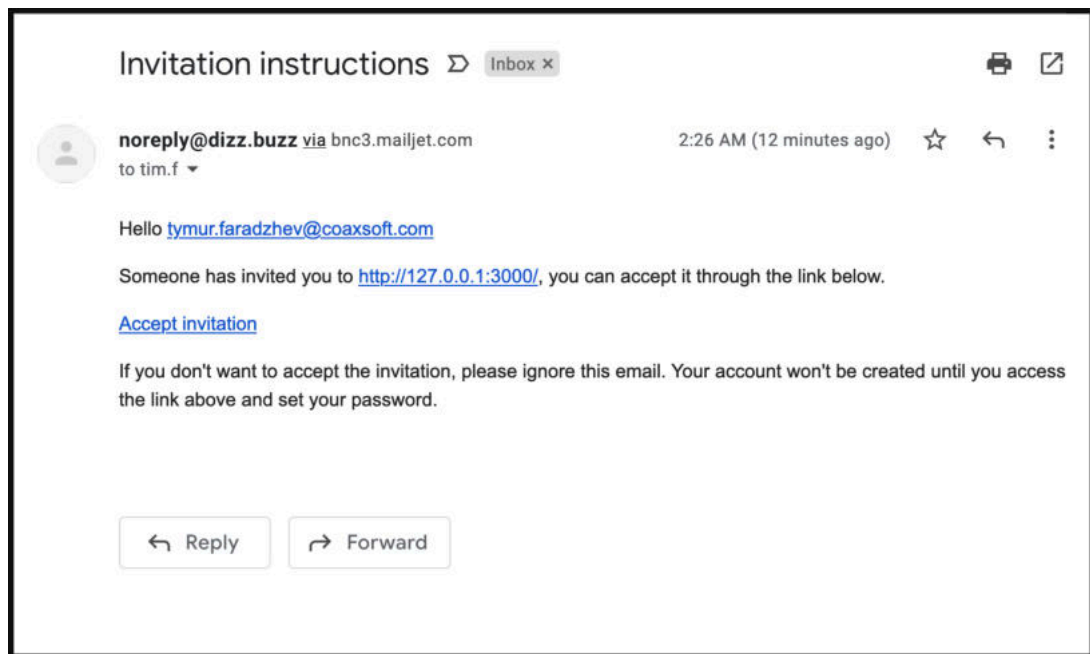 Invitation instructions Inbox ×
noreply@dizz.buzz via bnc3.mailjet.com 2:26 AM (12 minutes ago)
to tim.f
Hello tymur.faradzhev@coaxsoft.com
Someone has invited you to http://127.0.0.1:3000/, you can accept it through the link below.
Accept invitation
If you don't want to accept the invitation, please ignore this email. Your account won't be created until you access
the link above and set your password.
Reply Forward